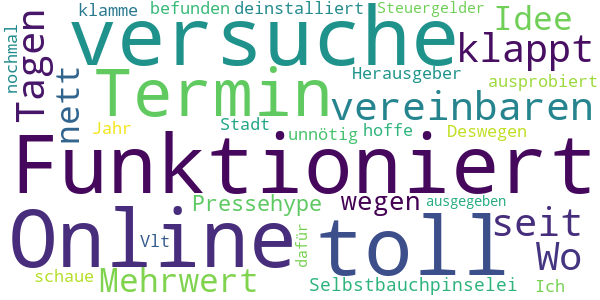 klamme befunden deinstalliert Steuergelder
nochmal Tagen versuche Idee
klappt
Herausgeber ausprobiert
nett Termin vereinbaren
Jahr Stadt unnötig hoffe Deswegen
Funktioniert
Pressehype wegen ausgegeben
Online toll seit
Vlt dafür Wo
schaue Mehrwert Selbstbauchpinselei Ich